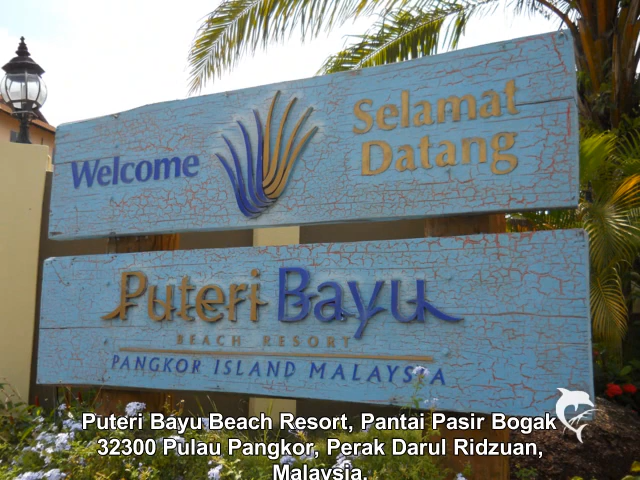 Welcome
Selamat
Datang
Puteri Bayu
BEACH RESORT
PANGKOR ISLAND MALAYSIA
Puteri Bayu Beach Resort, Pantai Pasir Bogak
32300 Pulau Pangkor, Perak Darul Ridzuan,
Malaysia.